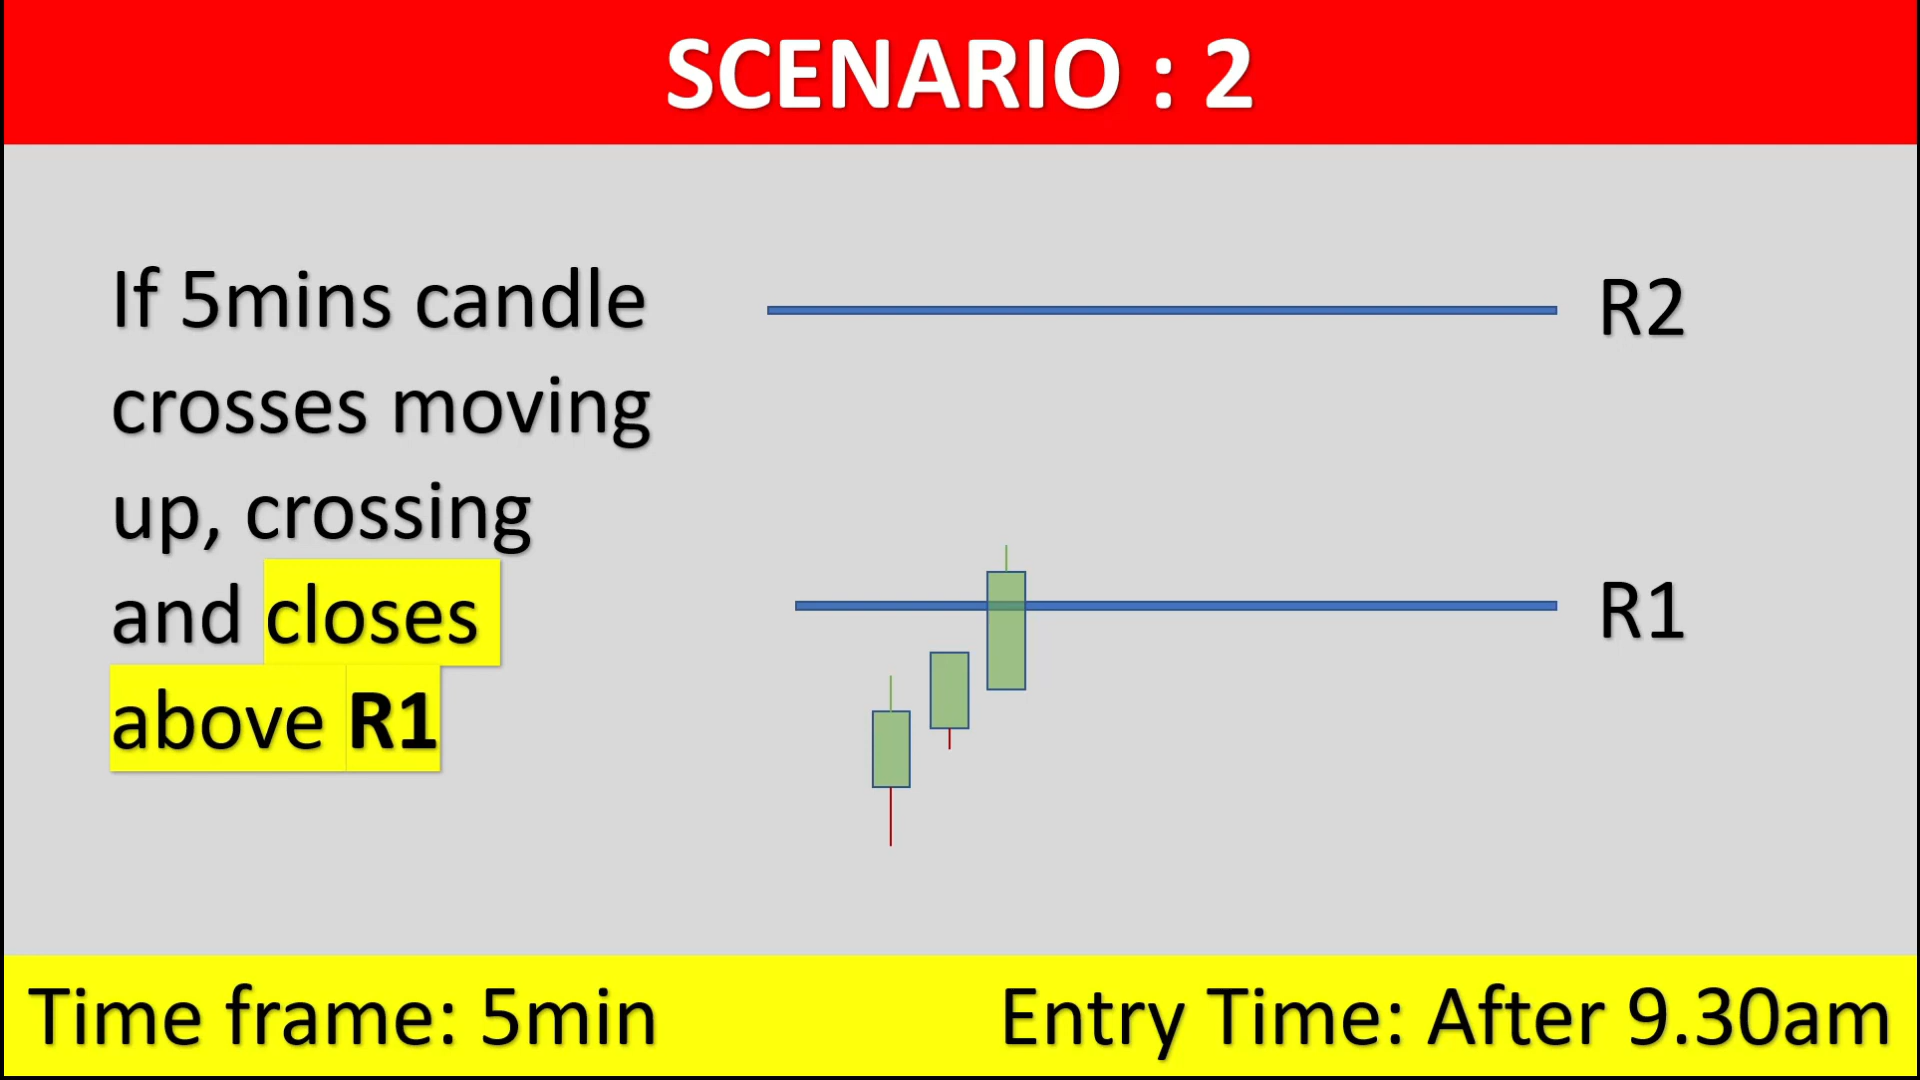 SCENARIO : 2
If 5mins candle
crosses moving
up, crossing
and closes
above R1
R2
R1
Time frame: 5min
Entry Time: After 9.30am